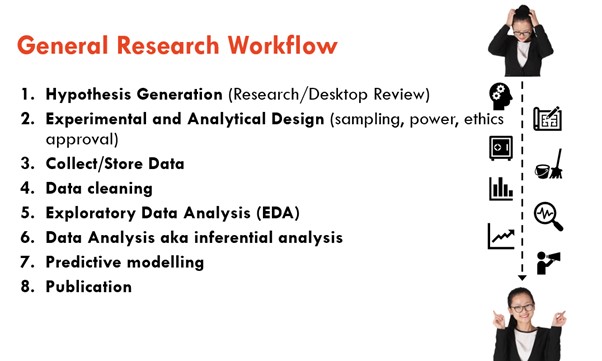 General Research Workflow
1. Hypothesis Generation (Research/Desktop Review)
2. Experimental and Analytical Design (sampling, power, ethics
approval)
3. Collect/Store Data
4. Data cleaning
5. Exploratory Data Analysis (EDA)
6. Data Analysis aka inferential analysis
7. Predictive modelling
8. Publication